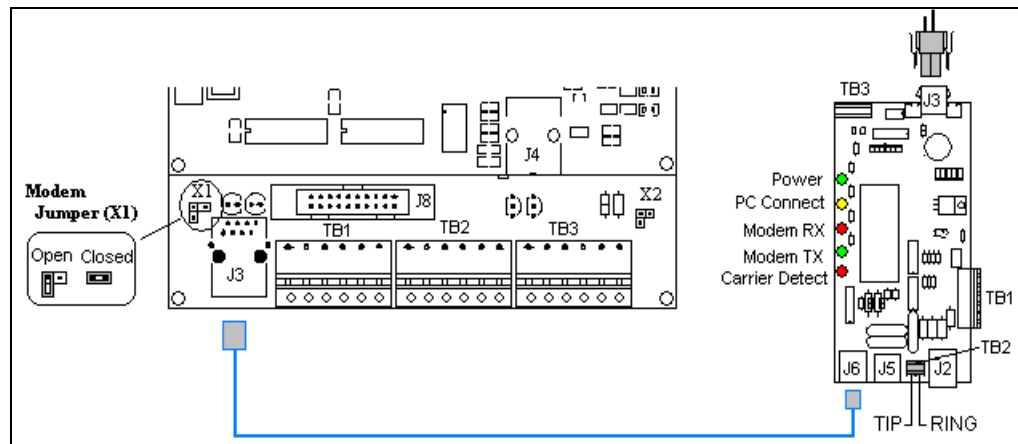 TB3
J3
J4
X1
X2
Modem
Jumper (X1)
Open Closed
J8
TB1
TB2
TB3
J3
Power
PC Connect
Modem RX
Modem TX
Carrier Detect
TB1
TB2
J6
J5
J2
TIP
RING